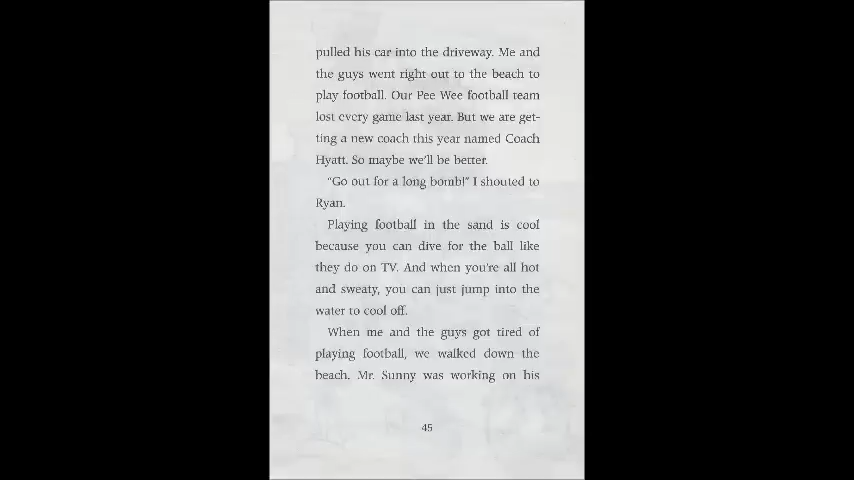 pulled his car into the driveway. Me and
the guys went right out to the beach to
play football. Our Pee Wee football team
lost every game last year. But we are get-
ting a new coach this year named Coach
Hyatt. So maybe we'll be better.
"Go out for a long bomb!" I shouted to
Ryan.
Playing football in the sand is cool
because you can dive for the ball like
they do on TV. And when you're all hot
and sweaty, you can just jump into the
water to cool off.
When me and the guys got tired of
playing football, we walked down the
beach. Mr. Sunny was working on his
45